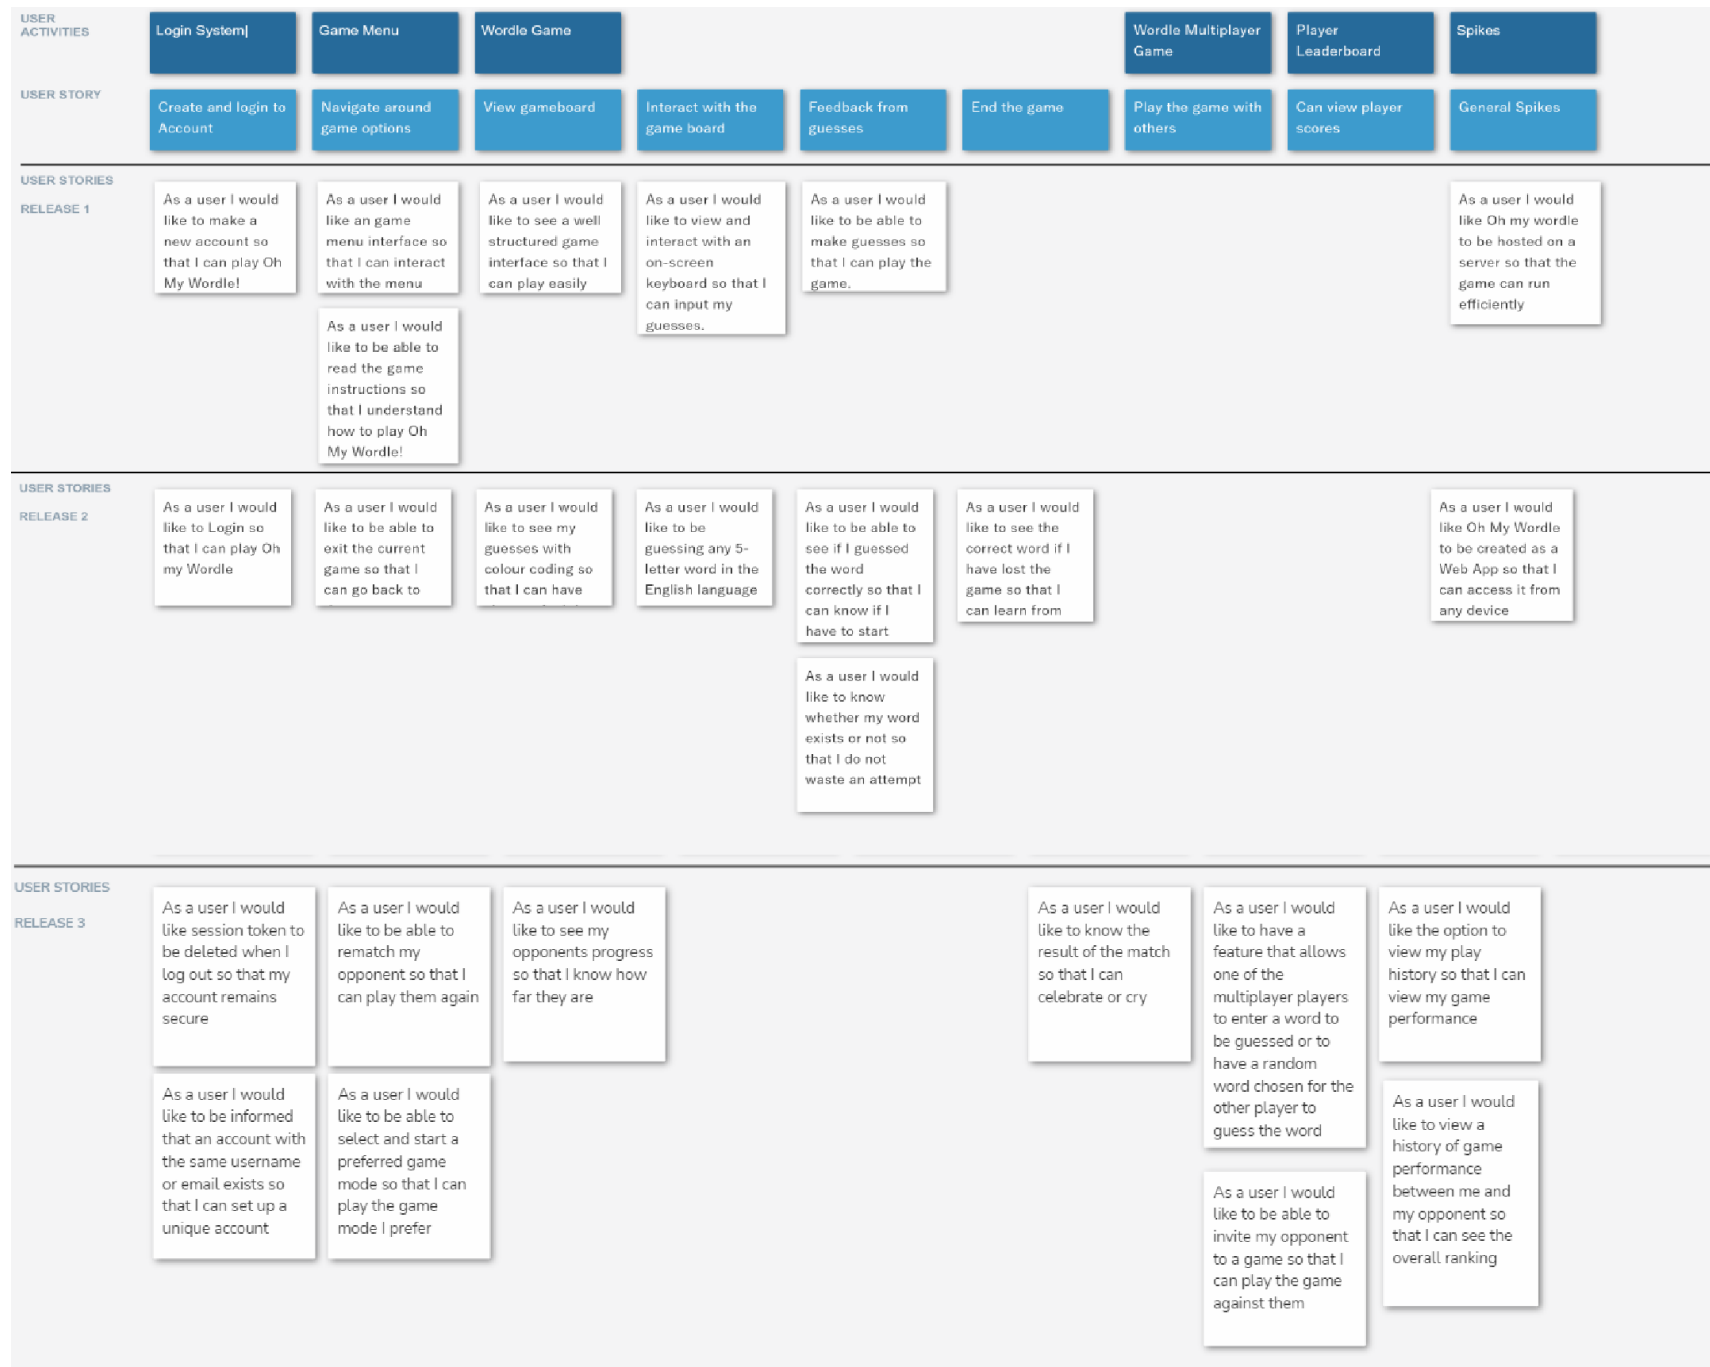 USER
ACTIVITIES
Login System
Game Menu
Wordle Game
Wordle Multiplayer
Game
Player
Leaderboard
Spikes
USER STORY
Create and login to
Account
Navigate around
game options
View gameboard
Interact with the
game board
Feedback from
guesses
End the game
Play the game with
others
Can view player
scores
General Spikes
USER STORIES
RELEASE 1
As a user I would
like to make a
new account so
that I can play Oh
My Wordle!
As a user I would
like an game
menu interface so
that I can interact
with the menu
As a user I would
like to be able to
read the game
instructions so
that I understand
how to play Oh
My Wordle!
As a user I would
like to see a well
structured game
interface so that I
can play easily
As a user I would
like to view and
interact with an
on-screen
keyboard so that I
can input my
guesses.
As a user I would
like to be able to
make guesses so
that I can play the
game.
As a user I would
like Oh my wordle
to be hosted on a
server so that the
game can run
efficiently
USER STORIES
RELEASE 2
As a user I would
like to Login so
that I can play Oh
my Wordle
As a user I would
like to be able to
exit the current
game so that I
can go back to
As a user I would
like to see my
guesses with
colour coding so
that I can have
As a user I would
like to be
guessing any 5-
letter word in the
English language
As a user I would
like to be able to
see if I guessed
the word
correctly so that I
can know if I
have to start
As a user I would
like to know
whether my word
exists or not so
that I do not
waste an attempt
As a user I would
like to see the
correct word if I
have lost the
game so that I
can learn from
As a user I would
like Oh My Wordle
to be created as a
Web App so that I
can access it from
any device
USER STORIES
RELEASE 3
As a user I would
like session token to
be deleted when I
log out so that my
account remains
secure
As a user I would
like to be informed
that an account with
the same username
or email exists so
that I can set up a
unique account
As a user I would
like to be able to
rematch my
opponent so that I
can play them again
As a user I would
like to be able to
select and start a
preferred game
mode so that I can
play the game
mode I prefer
As a user I would
like to see my
opponents progress
so that I know how
far they are
As a user I would
like to know the
result of the match
so that I can
celebrate or cry
As a user I would
like to have a
feature that allows
one of the
multiplayer players
to enter a word to
be guessed or to
have a random
word chosen for the
other player to
guess the word
As a user I would
like to be able to
invite my opponent
to a game so that I
can play the game
against them
As a user I would
like the option to
view my play
history so that I can
view my game
performance
As a user I would
like to view a
history of game
performance
between me and
my opponent so
that I can see the
overall ranking